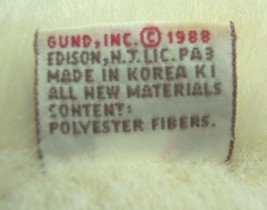 GUND, INC. © 1988
EDISON, N.J. LIC. PA3
MADE IN KOREA K1
ALL NEW MATERIALS
CONTENT:
POLYESTER FIBERS.